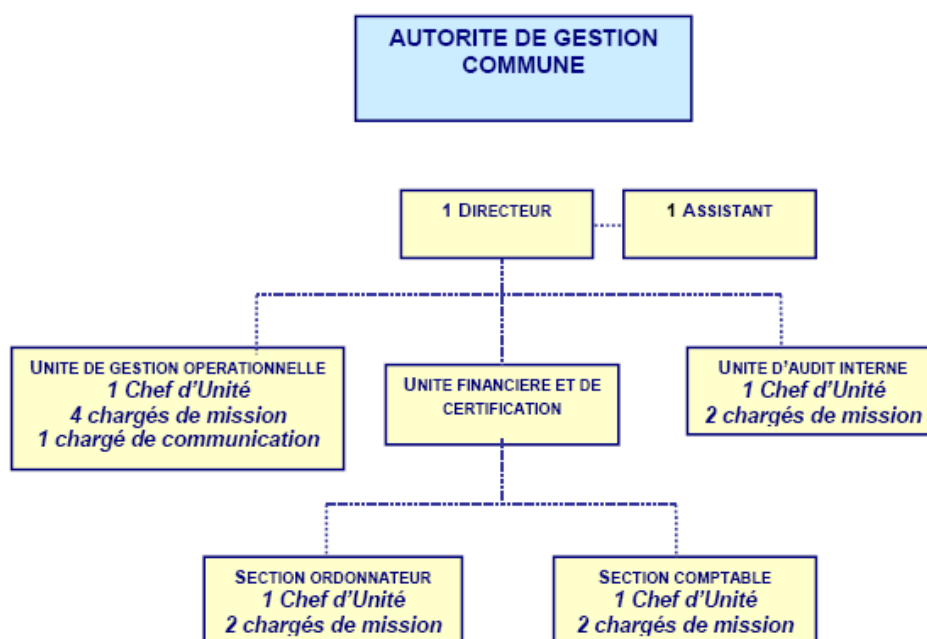 AUTORITE DE GESTION
COMMUNE
1 DIRECTEUR
1 ASSISTANT
UNITE DE GESTION OPERATIONNELLE
1 Chef d'Unité
4 chargés de mission
1 chargé de communication
UNITE FINANCIERE ET DE
CERTIFICATION
UNITE D'AUDIT INTERNE
1 Chef d'Unité
2 chargés de mission
SECTION ORDONNATEUR
1 Chef d'Unité
2 chargés de mission
SECTION COMPTABLE
1 Chef d'Unité
2 chargés de mission